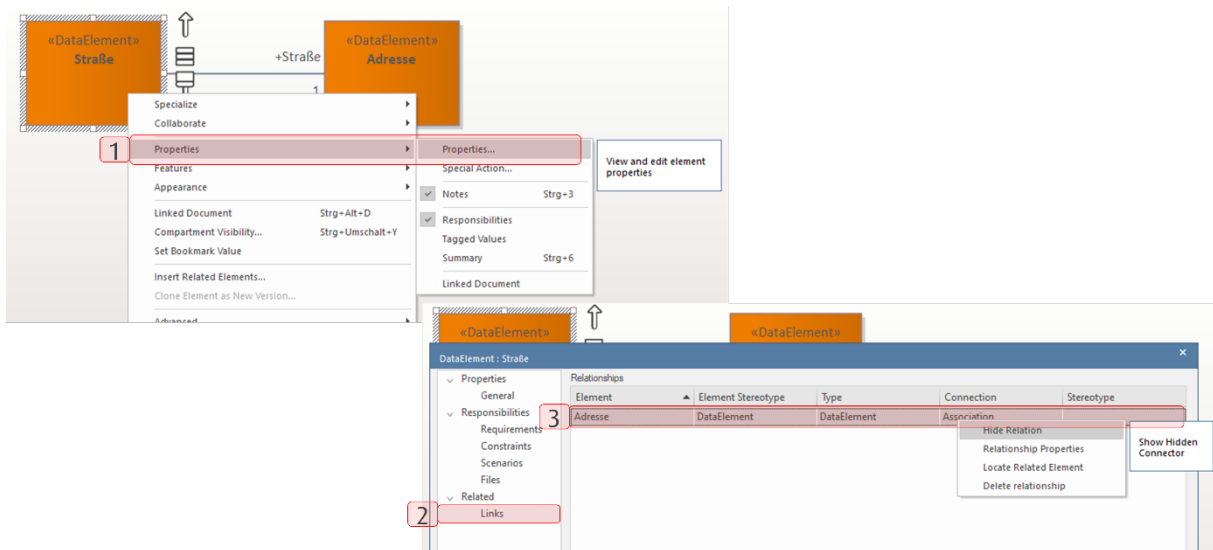 «DataElement»
Straße
+Straße
1
«DataElement»
Adresse
Specialize
Collaborate
1
Properties
Features
Appearance
Linked Document Strg+Alt+D
Compartment Visibility... Strg+Umschalt+Y
Set Bookmark Value
Insert Related Elements...
Clone Element as New Version...
Advanced
Properties...
Special Action...
Notes Strg+3
Responsibilities
Tagged Values
Summary Strg+6
Linked Document
View and edit element
properties
«DataElement»
«DataElement»
DataElement : Straße
Properties
General
Responsibilities
Requirements
Constraints
Scenarios
Files
Related
2
Links
Relationships
Element Element Stereotype Type Connection Stereotype
3
Adresse DataElement DataElement Association
Hide Relation
Relationship Properties
Locate Related Element
Delete relationship
Show Hidden
Connector